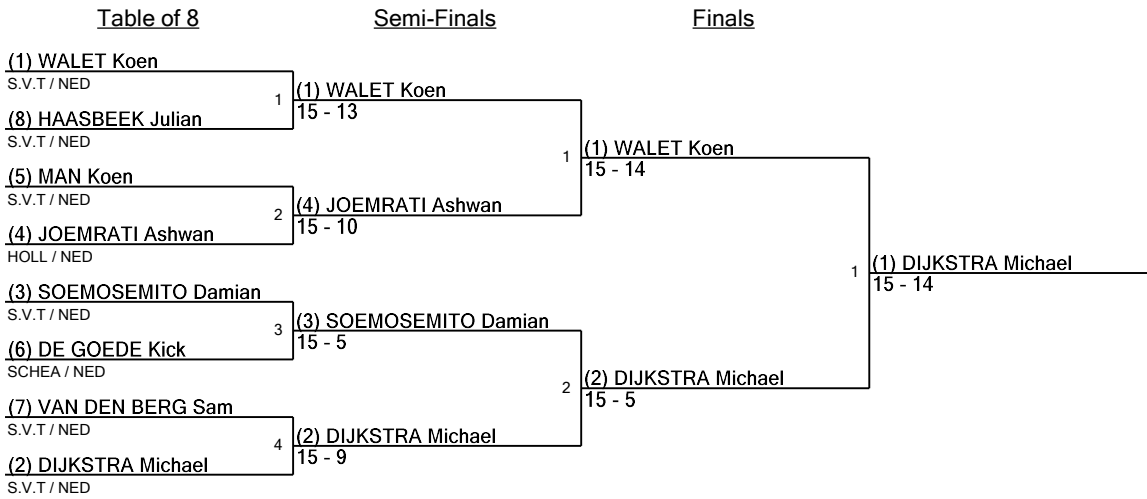 Table of 8
Semi-Finals
Finals
(1) WALET Koen
S.V.T / NED
(8) HAASBEEK Julian
S.V.T / NED
(5) MAN Koen
S.V.T / NED
(4) JOEMRATI Ashwan
HOLL / NED
(3) SOEMOSEMITO Damian
S.V.T / NED
(6) DE GOEDE Kick
SCHEA / NED
(7) VAN DEN BERG Sam
S.V.T / NED
(2) DIJKSTRA Michael
S.V.T / NED
1
(1) WALET Koen
15 - 13
2
(4) JOEMRATI Ashwan
15 - 10
3
(3) SOEMOSEMITO Damian
15 - 5
4
(2) DIJKSTRA Michael
15 - 9
1
(1) WALET Koen
15 - 14
2
(2) DIJKSTRA Michael
15 - 5
1
(1) DIJKSTRA Michael
15 - 14